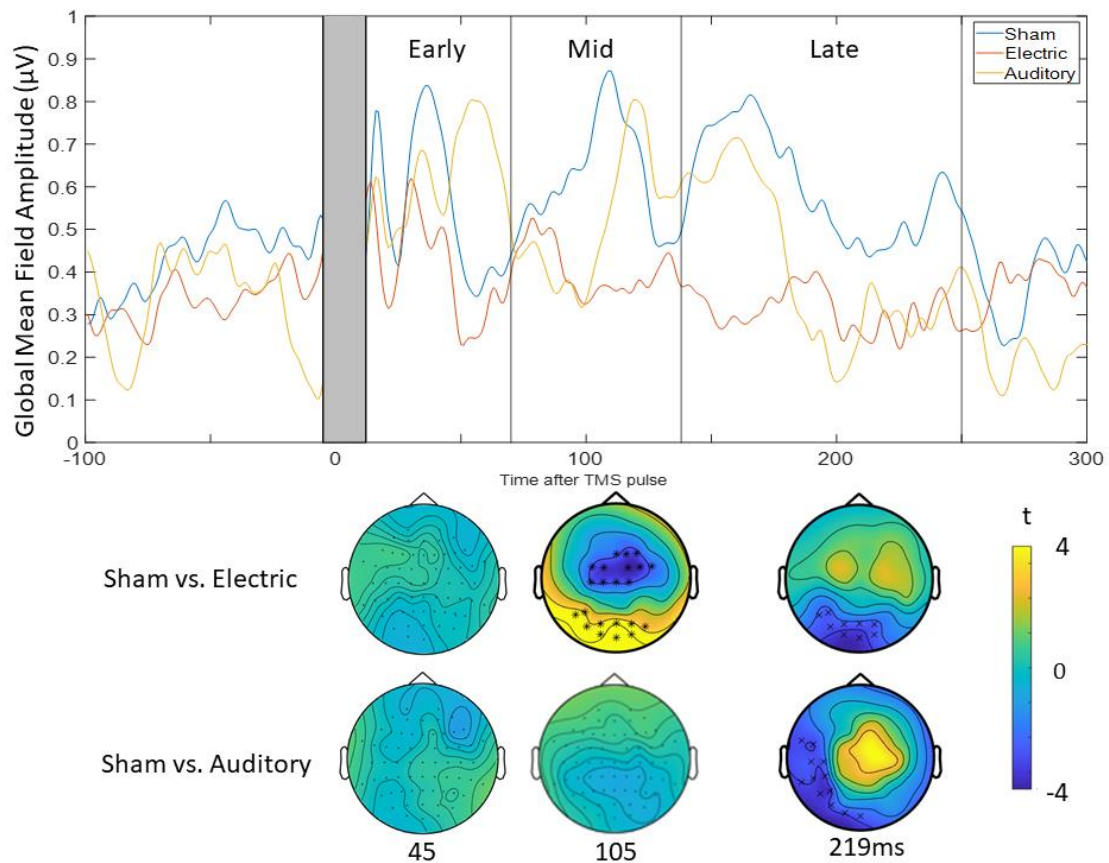 Global Mean Field Amplitude (µV)
1
0.9
0.8
0.7
0.6
0.5
0.4
0.3
0.2
0.1
0
Early
Mid
Late
Sham
Electric
Auditory
-100
0
100
200
300
Time after TMS pulse
Sham vs. Electric
Sham vs. Auditory
45
105
219ms
t
4
0
-4